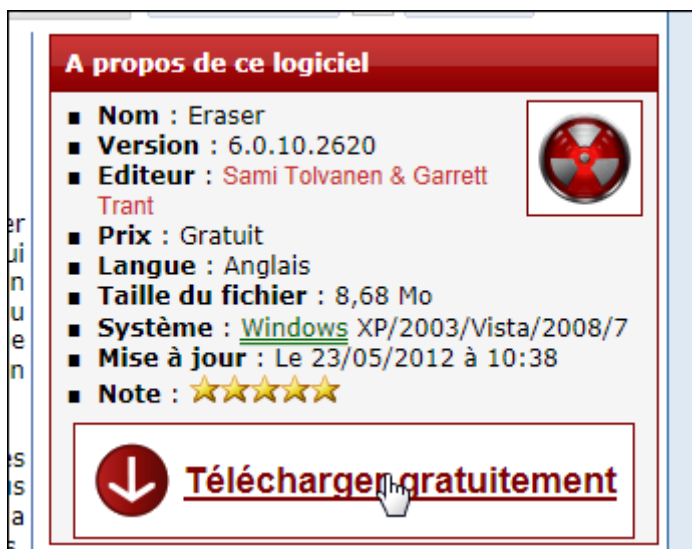 A propos de ce logiciel
Nom : Eraser
Version : 6.0.10.2620
Editeur : Sami Tolvanen & Garrett
Trant
Prix : Gratuit
Langue : Anglais
Taille du fichier : 8,68 Mo
Système : Windows XP/2003/Vista/2008/7
Mise à jour : Le 23/05/2012 à 10:38
Note :
Télécharger gratuitement